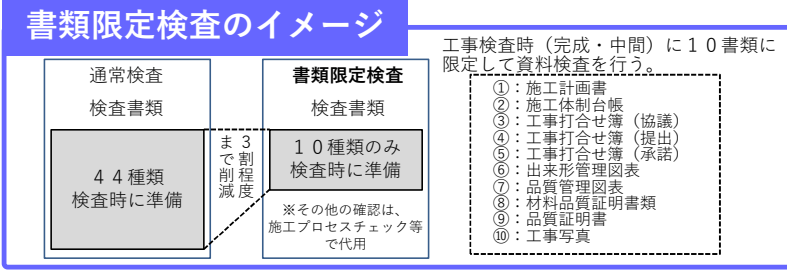 書類限定検査のイメージ
工事検査時（完成・中間）に１０書類に
限定して資料検査を行う。
通常検査
検査書類
４４種類
検査時に準備
３割程度
まで削減
書類限定検査
検査書類
１０種類のみ
検査時に準備
※その他の確認は、
施工プロセスチェック等
で代用
①：施工計画書
②：施工体制台帳
③：工事打合せ簿（協議）
④：工事打合せ簿（提出）
⑤：工事打合せ簿（承諾）
⑥：出来形管理図表
⑦：品質管理図表
⑧：材料品質証明書類
⑨：品質証明書
⑩：工事写真